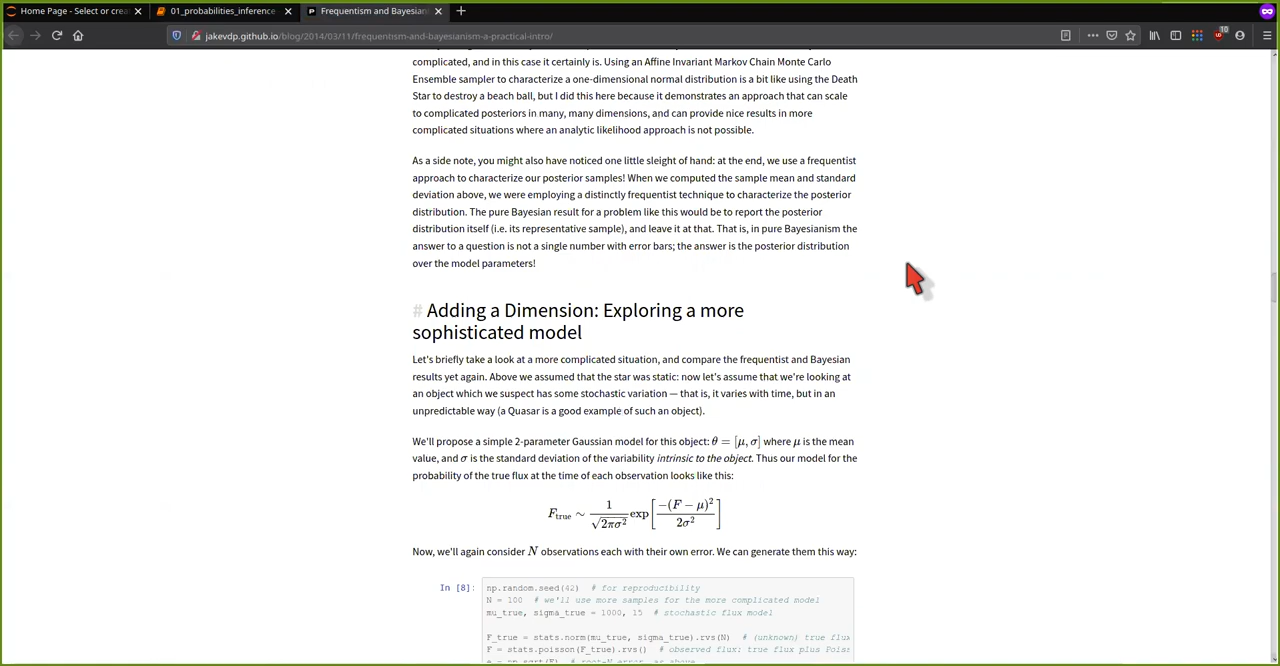 Home Page - Select or crea
01_probabilities_inference
Frequentism and Bayesian
jakevdp.github.io/blog/2014/03/11/frequentism-and-bayesianism-a-practical-intro/
10
complicated, and in this case it certainly is. Using an Affine Invariant Markov Chain Monte Carlo
Ensemble sampler to characterize a one-dimensional normal distribution is a bit like using the Death
Star to destroy a beach ball, but I did this here because it demonstrates an approach that can scale
to complicated posteriors in many, many dimensions, and can provide nice results in more
complicated situations where an analytic likelihood approach is not possible.
As a side note, you might also have noticed one little sleight of hand: at the end, we use a frequentist
approach to characterize our posterior samples! When we computed the sample mean and standard
deviation above, we were employing a distinctly frequentist technique to characterize the posterior
distribution. The pure Bayesian result for a problem like this would be to report the posterior
distribution itself (i.e. its representative sample), and leave it at that. That is, in pure Bayesianism the
answer to a question is not a single number with error bars; the answer is the posterior distribution
over the model parameters!
# Adding a Dimension: Exploring a more
sophisticated model
Let's briefly take a look at a more complicated situation, and compare the frequentist and Bayesian
results yet again. Above we assumed that the star was static: now let's assume that we're looking at
an object which we suspect has some stochastic variation — that is, it varies with time, but in an
unpredictable way (a Quasar is a good example of such an object).
We'll propose a simple 2-parameter Gaussian model for this object: θ = [μ, σ] where μ is the mean
value, and σ is the standard deviation of the variability intrinsic to the object. Thus our model for the
probability of the true flux at the time of each observation looks like this:
F_true ∼ 1/√(2πσ²) exp[−(F − μ)²/2σ²]
Now, we'll again consider N observations each with their own error. We can generate them this way:
In [8]: np.random.seed(42)  # for reproducibility
N = 100  # we'll use more samples for the more complicated model
mu_true, sigma_true = 1000, 15  # stochastic flux model
F_true = stats.norm(mu_true, sigma_true).rvs(N)  # (unknown) true flux
F = stats.poisson(F_true).rvs()  # observed flux: true flux plus Poiss
e = np.sqrt(F)  # root-N error, as above